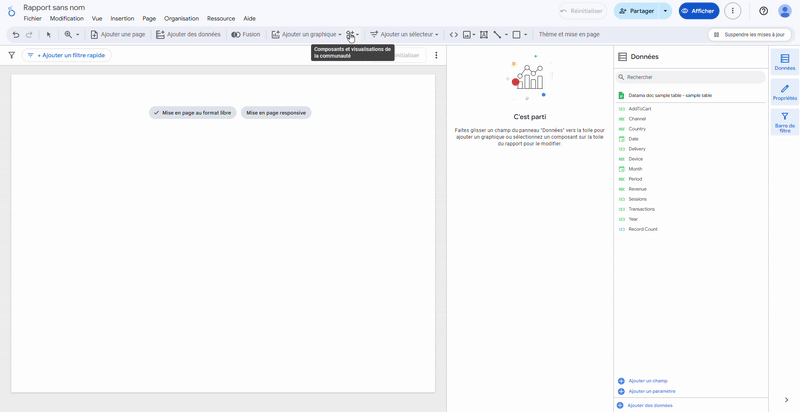 Rapport sans nom
Fichier Modification Vue Insertion Page Organisation Ressource Aide
Réinitialiser
Partager
Afficher
Ajouter une page
Ajouter des données
Fusion
Ajouter un graphique
Ajouter un sélecteur
Thème et mise en page
Suspendre les mises à jour
Composants et visualisations de
la communauté
+ Ajouter un filtre rapide
initialiser
Mise en page au format libre
Mise en page responsive
C'est parti
Faites glisser un champ du panneau "Données" vers la toile pour
ajouter un graphique ou sélectionnez un composant sur la toile
du rapport pour le modifier.
Données
Rechercher
Datama doc sample table - sample table
AddToCart
Channel
Country
Date
Delivery
Device
Month
Period
Revenue
Sessions
Transactions
Year
Record Count
Ajouter un champ
Ajouter un paramètre
Ajouter des données
Données
Propriétés
Barre de
filtre